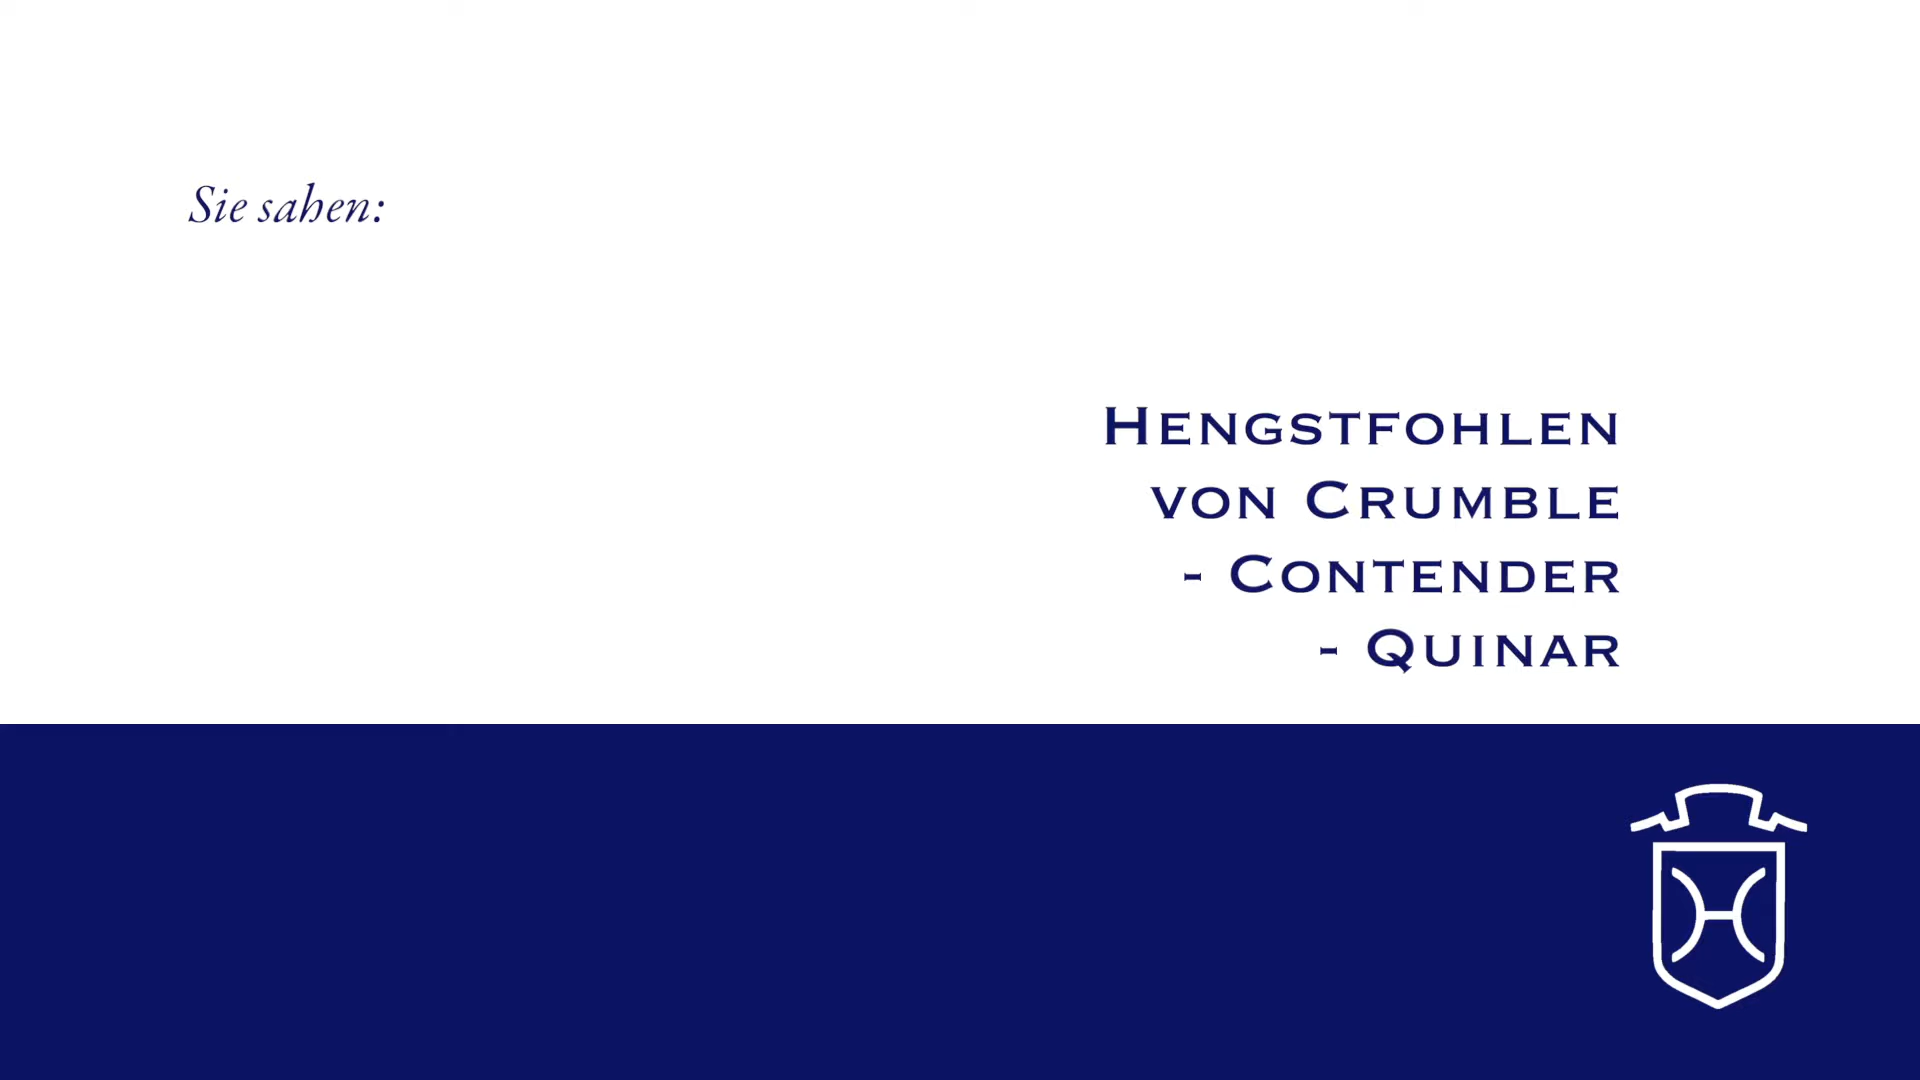 Sie sahen:
Hengstfohlen
von Crumble
- Contender
- Quinar